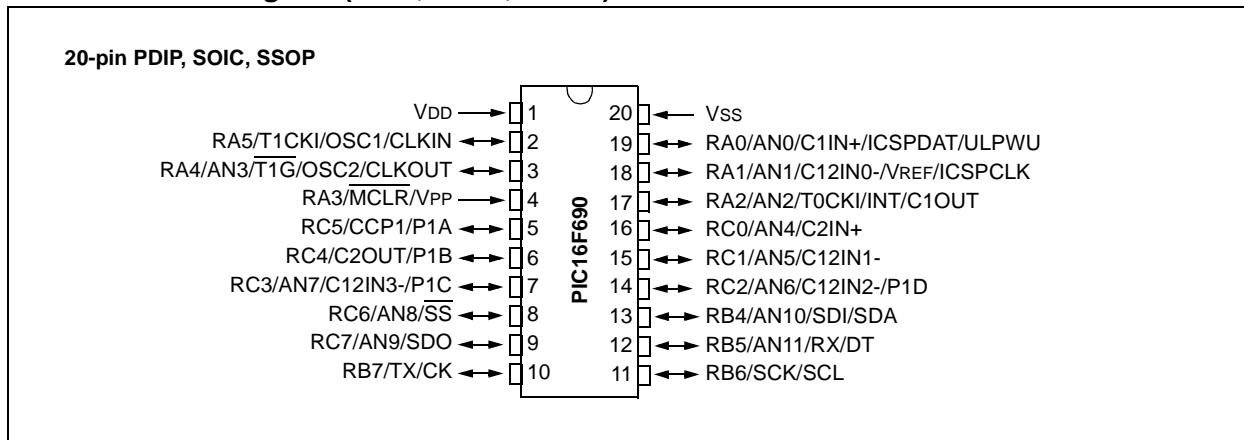 20-pin PDIP, SOIC, SSOP
VDD 1 20 VSS
RA5/T1CKI/OSC1/CLKIN 2 19 RA0/AN0/C1IN+/ICSPDAT/ULPWU
RA4/AN3/T1G/OSC2/CLKOUT 3 18 RA1/AN1/C12IN0-/VREF/ICSPCLK
RA3/MCLR/VPP 4 17 RA2/AN2/T0CKI/INT/C1OUT
RC5/CCP1/P1A 5 16 RC0/AN4/C2IN+
RC4/C2OUT/P1B 6 15 RC1/AN5/C12IN1-
RC3/AN7/C12IN3-/P1C 7 14 RC2/AN6/C12IN2-/P1D
RC6/AN8/SS 8 13 RB4/AN10/SDI/SDA
RC7/AN9/SDO 9 12 RB5/AN11/RX/DT
RB7/TX/CK 10 11 RB6/SCK/SCL
PIC16F690